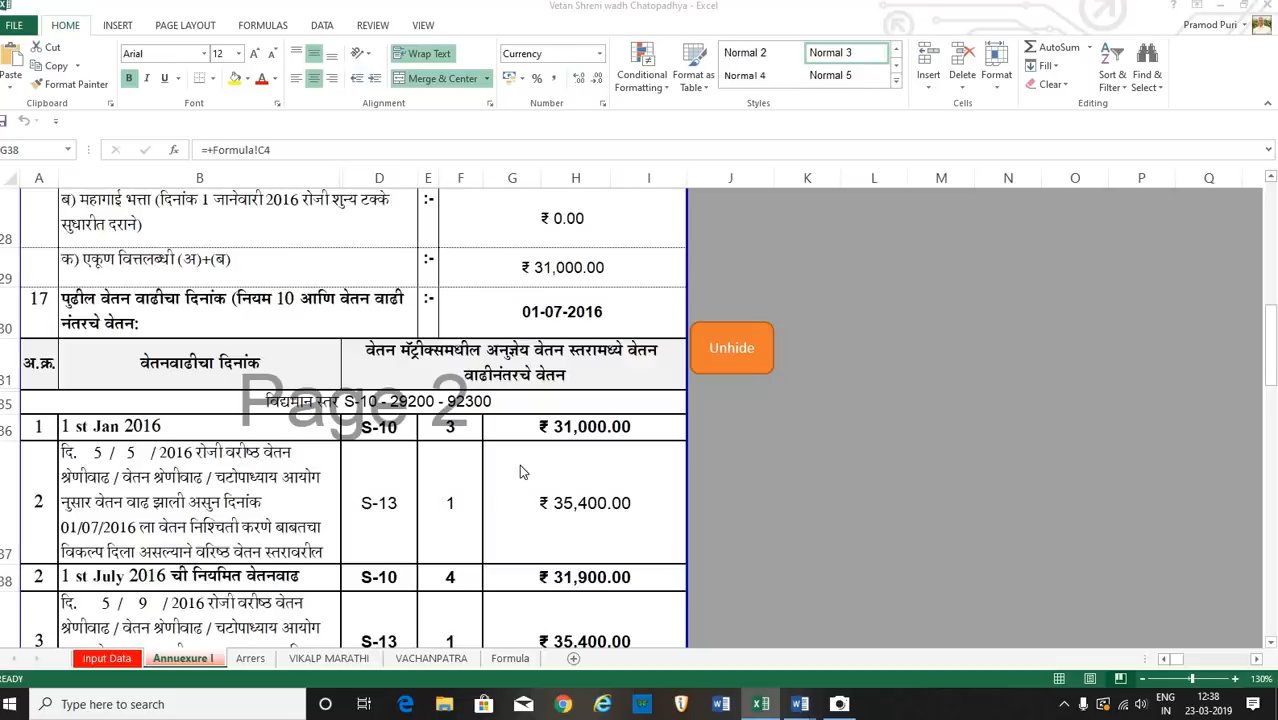 Vetan Shreni wadh Chatopadhya - Excel
FILE HOME INSERT PAGE LAYOUT FORMULAS DATA REVIEW VIEW Pramod Puri
Cut
Copy
Format Painter
Paste
Clipboard
Arial 12
B I U
Font
Wrap Text
Merge & Center
Alignment
Currency
Number
Conditional Formatting
Format as Table
Normal 2 Normal 3
Normal 4 Normal 5
Styles
Insert Delete Format
Cells
AutoSum
Fill
Clear
Sort & Filter
Find & Select
Editing
G38 =+Formula!C4
A B D E F G H I J K L M N O P Q
28 ब) महागाई भत्ता (दिनांक 1 जानेवारी 2016 रोजी शुन्य टक्के :- ₹ 0.00
सुधारीत दराने)
29 क) एकूण वित्तलब्धी (अ)+(ब) :- ₹ 31,000.00
30 17 पुढील वेतन वाढीचा दिनांक (नियम 10 आणि वेतन वाढी :- 01-07-2016
नंतरचे वेतन:
31 अ.क्र. वेतनवाढीचा दिनांक वेतन मॅट्रीक्समधील अनुज्ञेय वेतन स्तरामध्ये वेतन
वाढीनंतरचे वेतन
Unhide
Page 2
35 विद्यमान स्तर S-10 - 29200 - 92300
36 1 1 st Jan 2016 S-10 3 ₹ 31,000.00
37 2 दि. 5 / 5 / 2016 रोजी वरीष्ठ वेतन S-13 1 ₹ 35,400.00
श्रेणीवाढ / वेतन श्रेणीवाढ / चटोपाध्याय आयोग
नुसार वेतन वाढ झाली असुन दिनांक
01/07/2016 ला वेतन निश्चिती करणे बाबतचा
विकल्प दिला असल्याने वरिष्ठ वेतन स्तरावरील
38 2 1 st July 2016 ची नियमित वेतनवाढ S-10 4 ₹ 31,900.00
3 दि. 5 / 9 / 2016 रोजी वरीष्ठ वेतन S-13 1 ₹ 35,400.00
श्रेणीवाढ / वेतन श्रेणीवाढ / चटोपाध्याय आयोग
Input Data Annuexure I Arrers VIKALP MARATHI VACHANPATRA Formula
READY 130%
Type here to search
ENG IN 12:38 23-03-2019